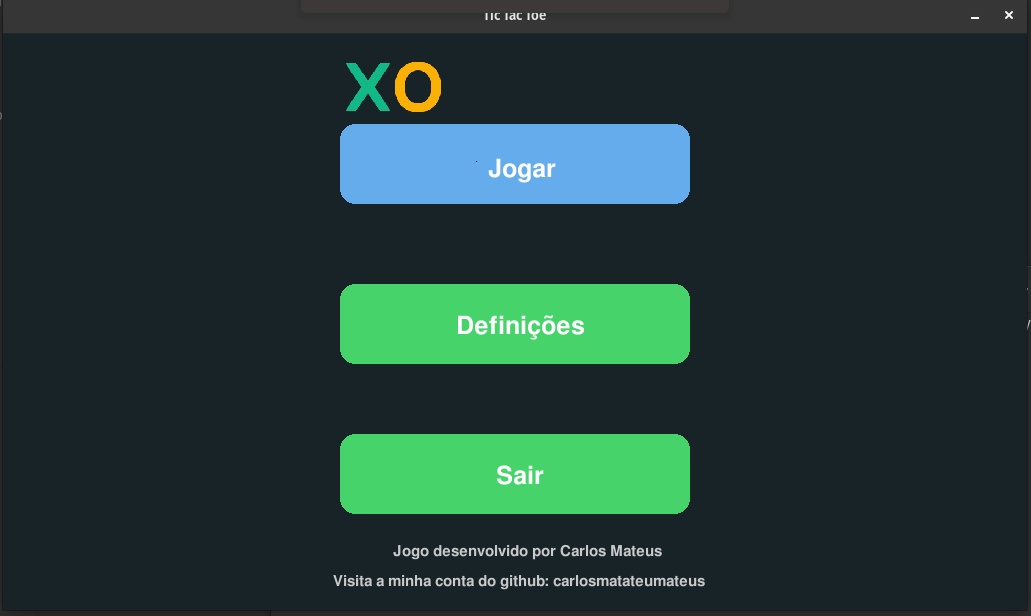 Tic Tac Toe
XO
Jogar
Definições
Sair
Jogo desenvolvido por Carlos Mateus
Visita a minha conta do github: carlosmatateumateus